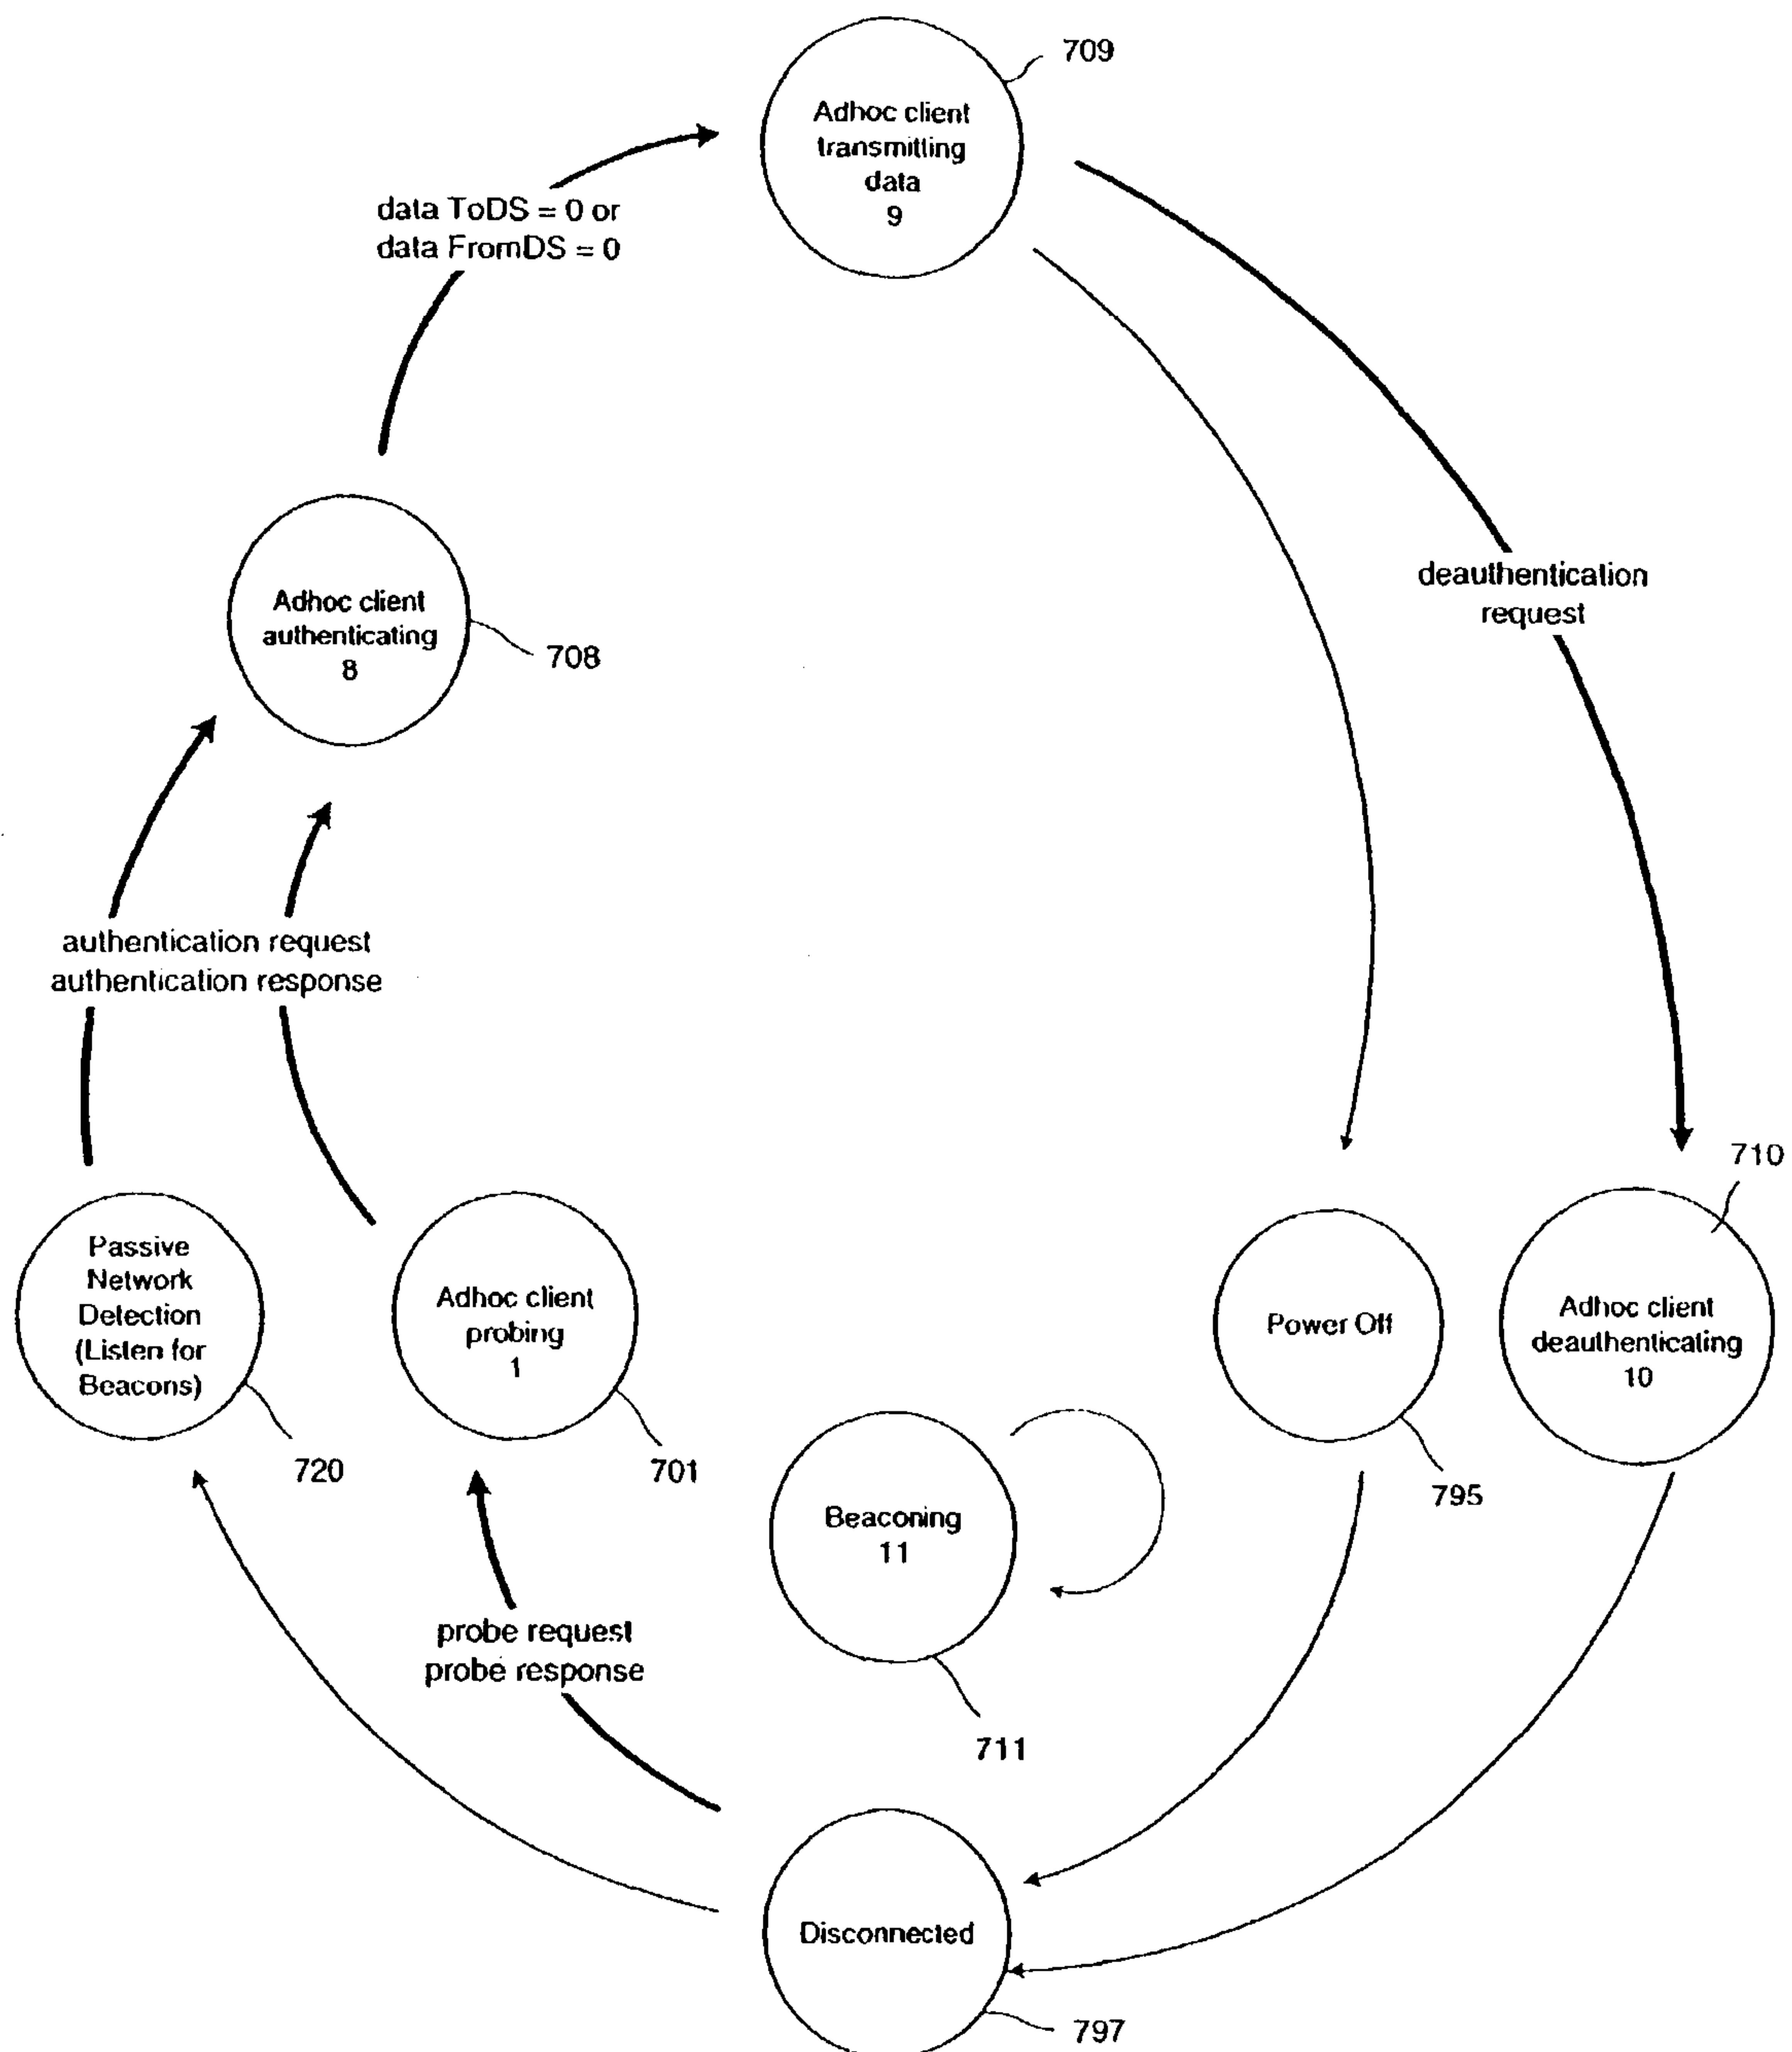 709
Adhoc client
transmitting
data
9
data ToDS = 0 or
data FromDS = 0
deauthentication
request
Adhoc client
authenticating
8
708
authentication request
authentication response
710
Passive
Network
Detection
(Listen for
Beacons)
720
Adhoc client
probing
1
701
Power Off
795
Adhoc client
deauthenticating
10
Beaconing
11
711
probe request
probe response
Disconnected
797